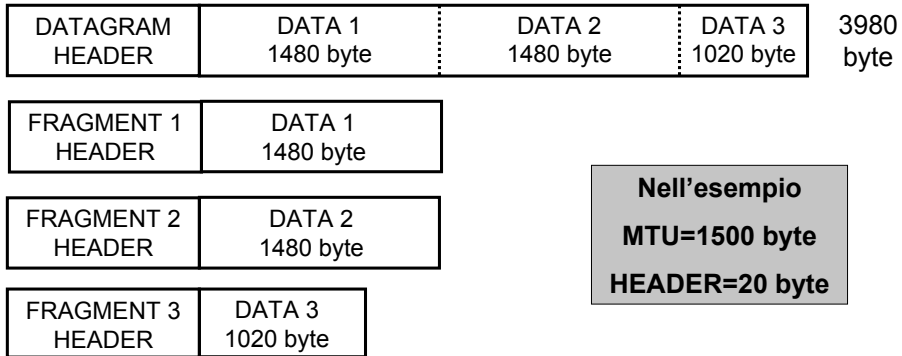 DATAGRAM
HEADER
DATA 1
1480 byte
DATA 2
1480 byte
DATA 3
1020 byte
3980
byte
FRAGMENT 1
HEADER
DATA 1
1480 byte
FRAGMENT 2
HEADER
DATA 2
1480 byte
FRAGMENT 3
HEADER
DATA 3
1020 byte
Nell'esempio
MTU=1500 byte
HEADER=20 byte